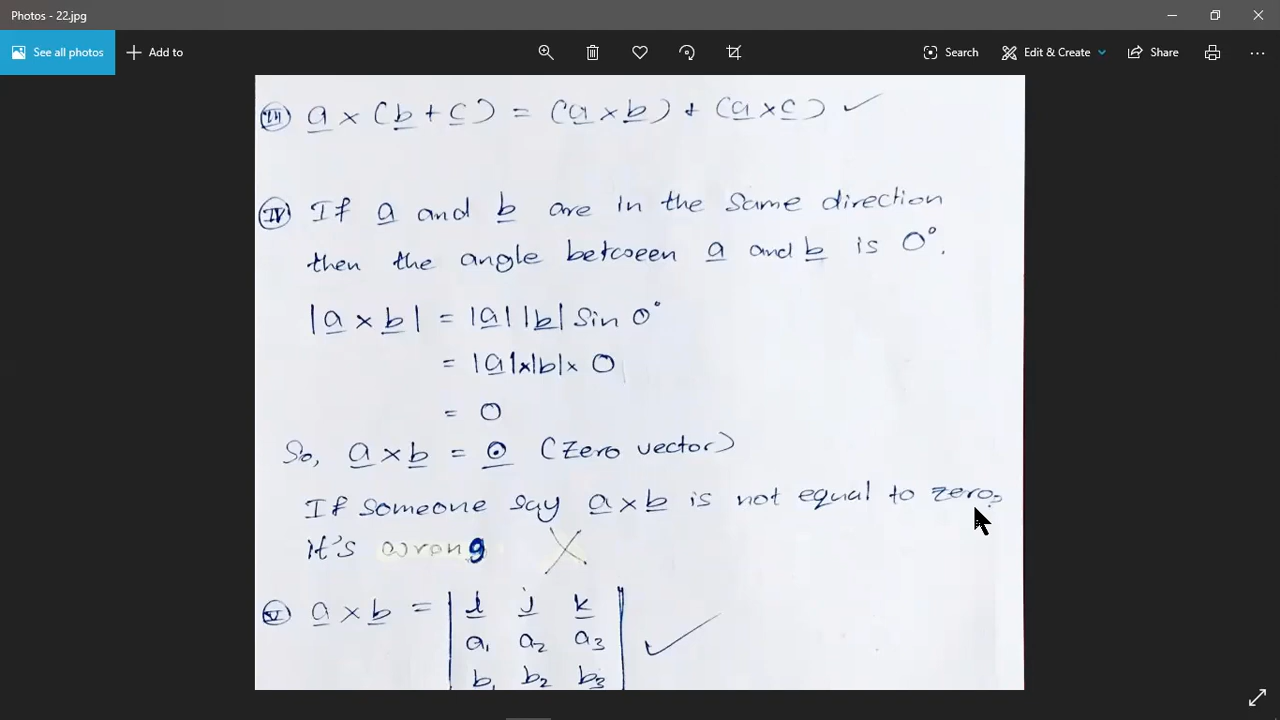 Photos - 22.jpg
See all photos
Add to
Search
Edit & Create
Share
(III) a × (b + c) = (a × b) + (a × c) ✓
(IV) If a and b are in the same direction
then the angle between a and b is 0°.
|a × b| = |a| |b| sin 0°
= |a|×|b|× 0
= 0
So, a × b = 0 (Zero vector)
If someone say a × b is not equal to zero,
it's wrong ✗
(V) a × b = | i j k |
| a₁ a₂ a₃ | ✓
| b₁ b₂ b₃ |